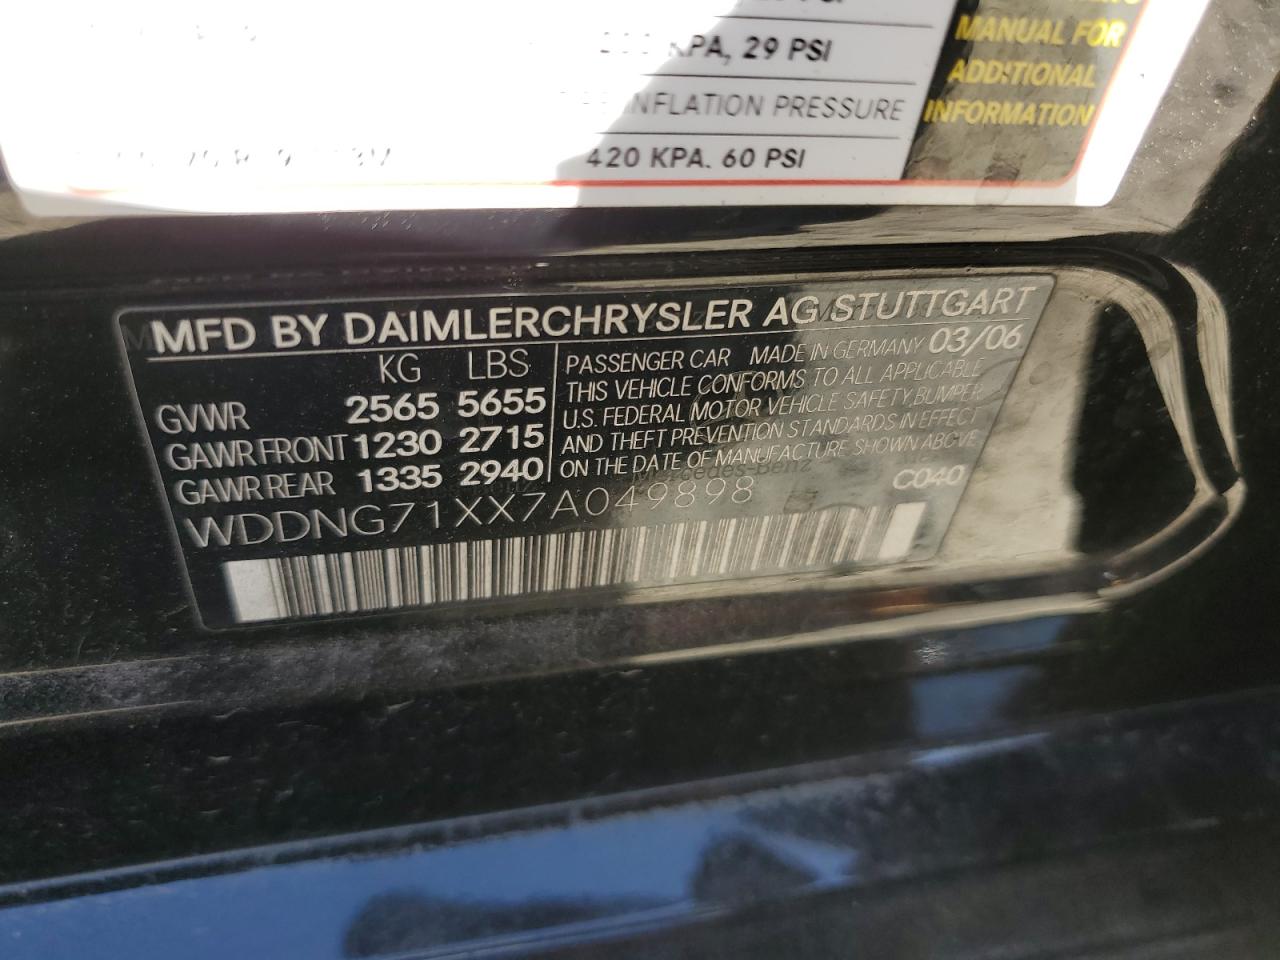 KPA, 29 PSI
MANUAL FOR
ADDITIONAL
INFORMATION
INFLATION PRESSURE
420 KPA. 60 PSI
MFD BY DAIMLERCHRYSLER AG STUTTGART
KG LBS
GVWR 2565 5655
GAWR FRONT 1230 2715
GAWR REAR 1335 2940
PASSENGER CAR MADE IN GERMANY 03/06
THIS VEHICLE CONFORMS TO ALL APPLICABLE
U.S. FEDERAL MOTOR VEHICLE SAFETY, BUMPER,
AND THEFT PREVENTION STANDARDS IN EFFECT
ON THE DATE OF MANUFACTURE SHOWN ABOVE
Mercedes-Benz
C040
WDDNG71XX7A049898